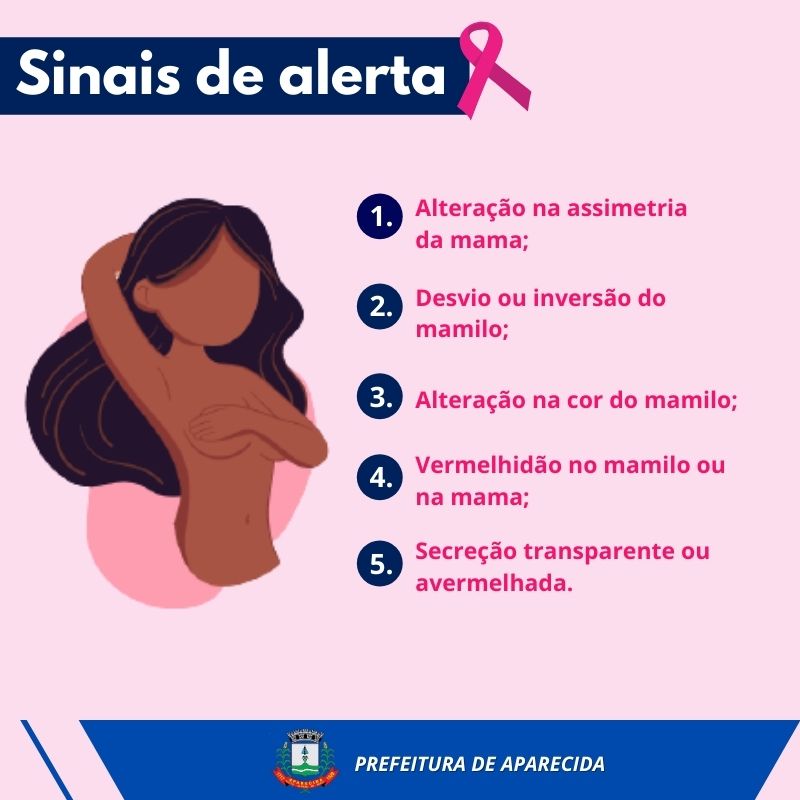 Sinais de alerta
1. Alteração na assimetria
da mama;
2. Desvio ou inversão do
mamilo;
3. Alteração na cor do mamilo;
4. Vermelhidão no mamilo ou
na mama;
5. Secreção transparente ou
avermelhada.
APARECIDA
PREFEITURA DE APARECIDA